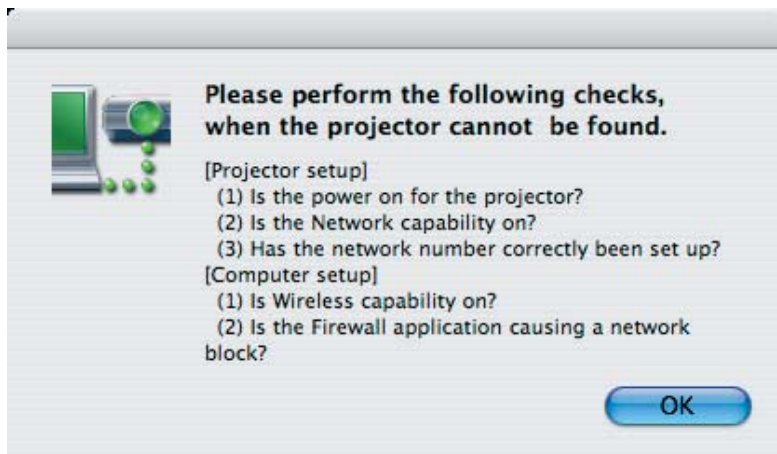 Please perform the following checks,
when the projector cannot  be found.
[Projector setup]
(1) Is the power on for the projector?
(2) Is the Network capability on?
(3) Has the network number correctly been set up?
[Computer setup]
(1) Is Wireless capability on?
(2) Is the Firewall application causing a network
block?
OK